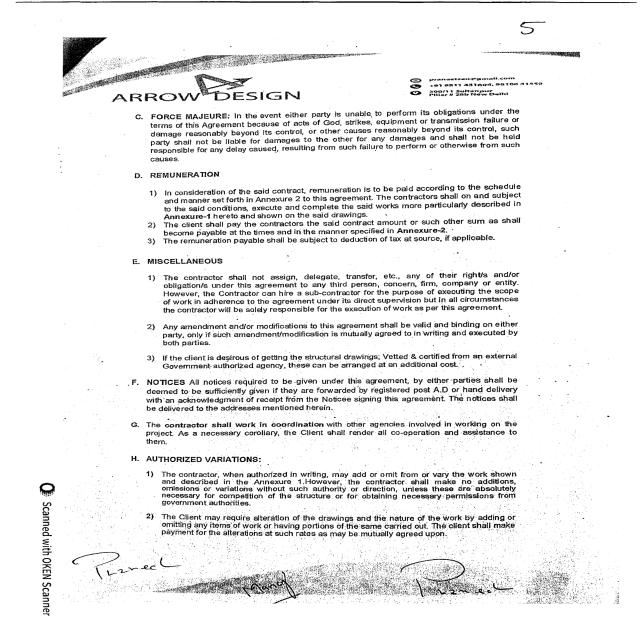 5
ARROW DESIGN
C. FORCE MAJEURE: In the event either party is unable to perform its obligations under the
terms of this Agreement because of acts of God, strikes, equipment or transmission failure or
damage reasonably beyond its control, or other causes reasonably beyond its control, such
party shall not be liable for damages to the other for any damages and shall not be held
responsible for any delay caused, resulting from such failure to perform or otherwise from such
causes.
D. REMUNERATION
1) In consideration of the said contract, remuneration is to be paid according to the schedule
and manner set forth in Annexure 2 to this agreement. The contractors shall on and subject
to the said conditions, execute and complete the said works more particularly described in
Annexure-1 hereto and shown on the said drawings.
2) The client shall pay the contractors the said contract amount or such other sum as shall
become payable at the times and in the manner specified in Annexure-2.
3) The remuneration payable shall be subject to deduction of tax at source, if applicable.
E. MISCELLANEOUS
1) The contractor shall not assign, delegate, transfer, etc., any of their right/s and/or
obligation/s under this agreement to any third person, concern, firm, company or entity.
However, the Contractor can hire a sub-contractor for the purpose of executing the scope
of work in adherence to the agreement under its direct supervision but in all circumstances
the contractor will be solely responsible for the execution of work as per this agreement.
2) Any amendment and/or modifications to this agreement shall be valid and binding on either
party, only if such amendment/modification is mutually agreed to in writing and executed by
both parties.
3) If the client is desirous of getting the structural drawings; Vetted & certified from an external
Government authorized agency, these can be arranged at an additional cost.
F. NOTICES All notices required to be given under this agreement, by either parties shall be
deemed to be sufficiently given if they are forwarded by registered post A.D or hand delivery
with an acknowledgment of receipt from the Noticee signing this agreement. The notices shall
be delivered to the addresses mentioned herein.
G. The contractor shall work in coordination with other agencies involved in working on the
project. As a necessary corollary, the Client shall render all co-operation and assistance to
them.
H. AUTHORIZED VARIATIONS:
1) The contractor, when authorized in writing, may add or omit from or vary the work shown
and described in the Annexure 1.However, the contractor shall make no additions,
omissions or variations without such authority or direction, unless these are absolutely
necessary for competition of the structure or for obtaining necessary permissions from
government authorities.
2) The Client may require alteration of the drawings and the nature of the work by adding or
omitting any items of work or having portions of the same carried out. The client shall make
payment for the alterations at such rates as may be mutually agreed upon.
Scanned with OKEN Scanner